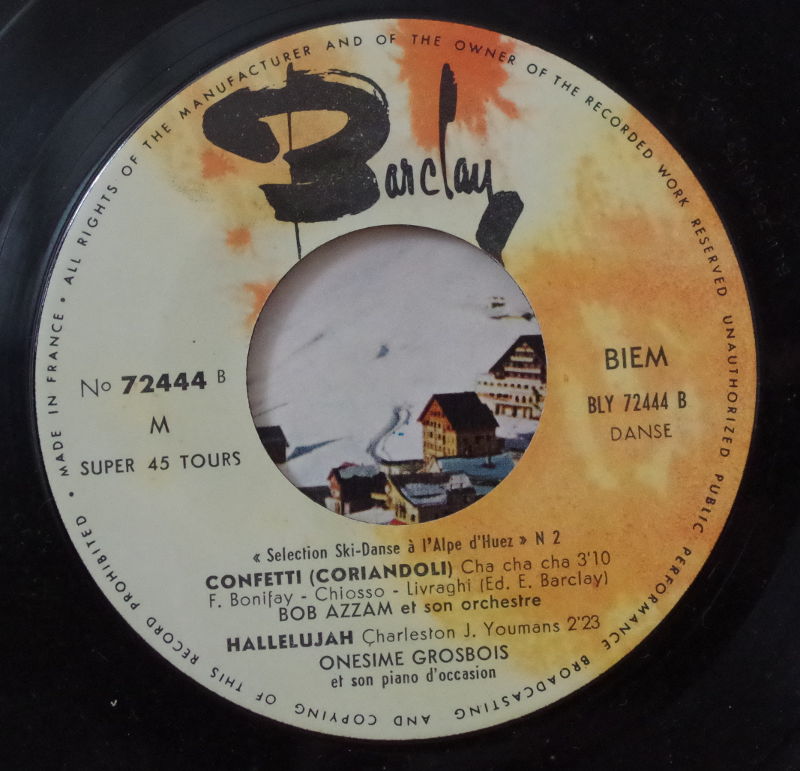 MADE IN FRANCE • ALL RIGHTS OF THE MANUFACTURER AND OF THE OWNER OF THE RECORDED WORK RESERVED UNAUTHORIZED PUBLIC PERFORMANCE BROADCASTING AND COPYING OF THIS RECORD PROHIBITED •
Barclay
No 72444 B
M
SUPER 45 TOURS
BIEM
BLY 72444 B
DANSE
« Selection Ski-Danse à l'Alpe d'Huez » N 2
CONFETTI (CORIANDOLI) Cha cha cha 3'10
F. Bonifay - Chiosso - Livraghi (Ed. E. Barclay)
BOB AZZAM et son orchestre
HALLELUJAH Charleston J. Youmans 2'23
ONESIME GROSBOIS
et son piano d'occasion